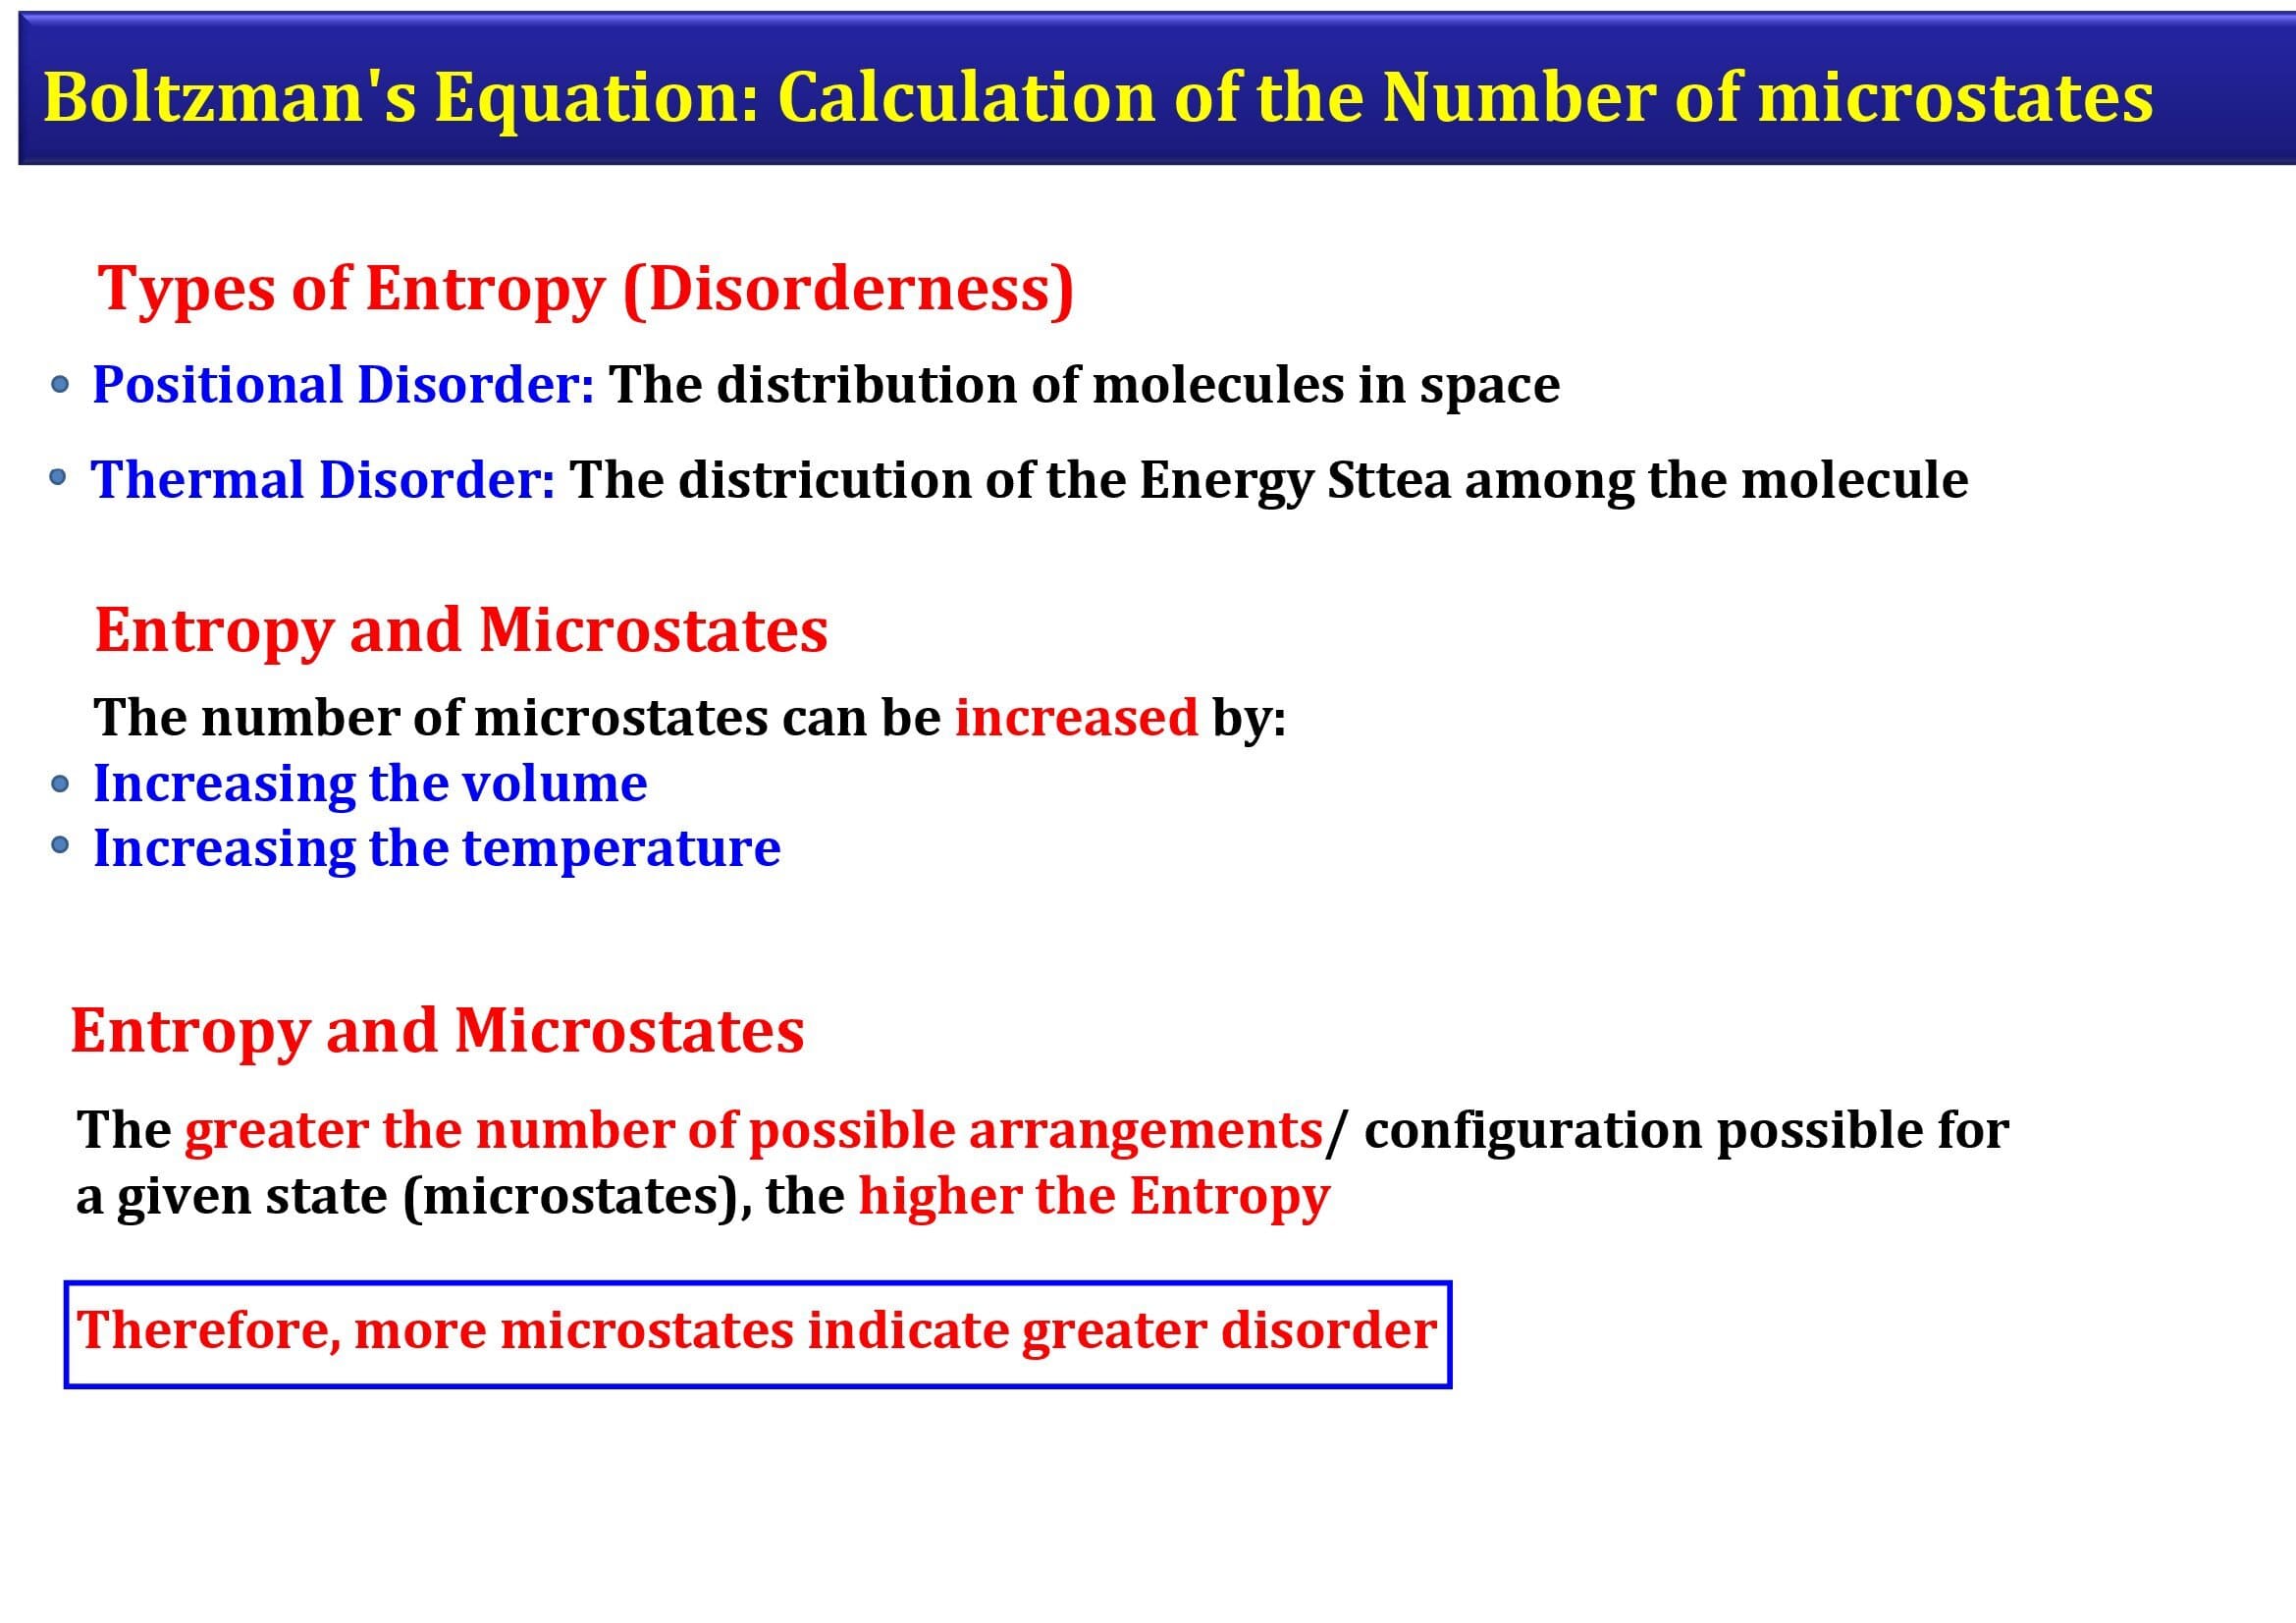 Boltzman's Equation: Calculation of the Number of microstates
Types of Entropy (Disorderness)
Positional Disorder: The distribution of molecules in space
Thermal Disorder: The districution of the Energy Sttea among the molecule
Entropy and Microstates
The number of microstates can be increased by:
Increasing the volume
Increasing the temperature
Entropy and Microstates
The greater the number of possible arrangements/ configuration possible for
a given state (microstates), the higher the Entropy
Therefore, more microstates indicate greater disorder